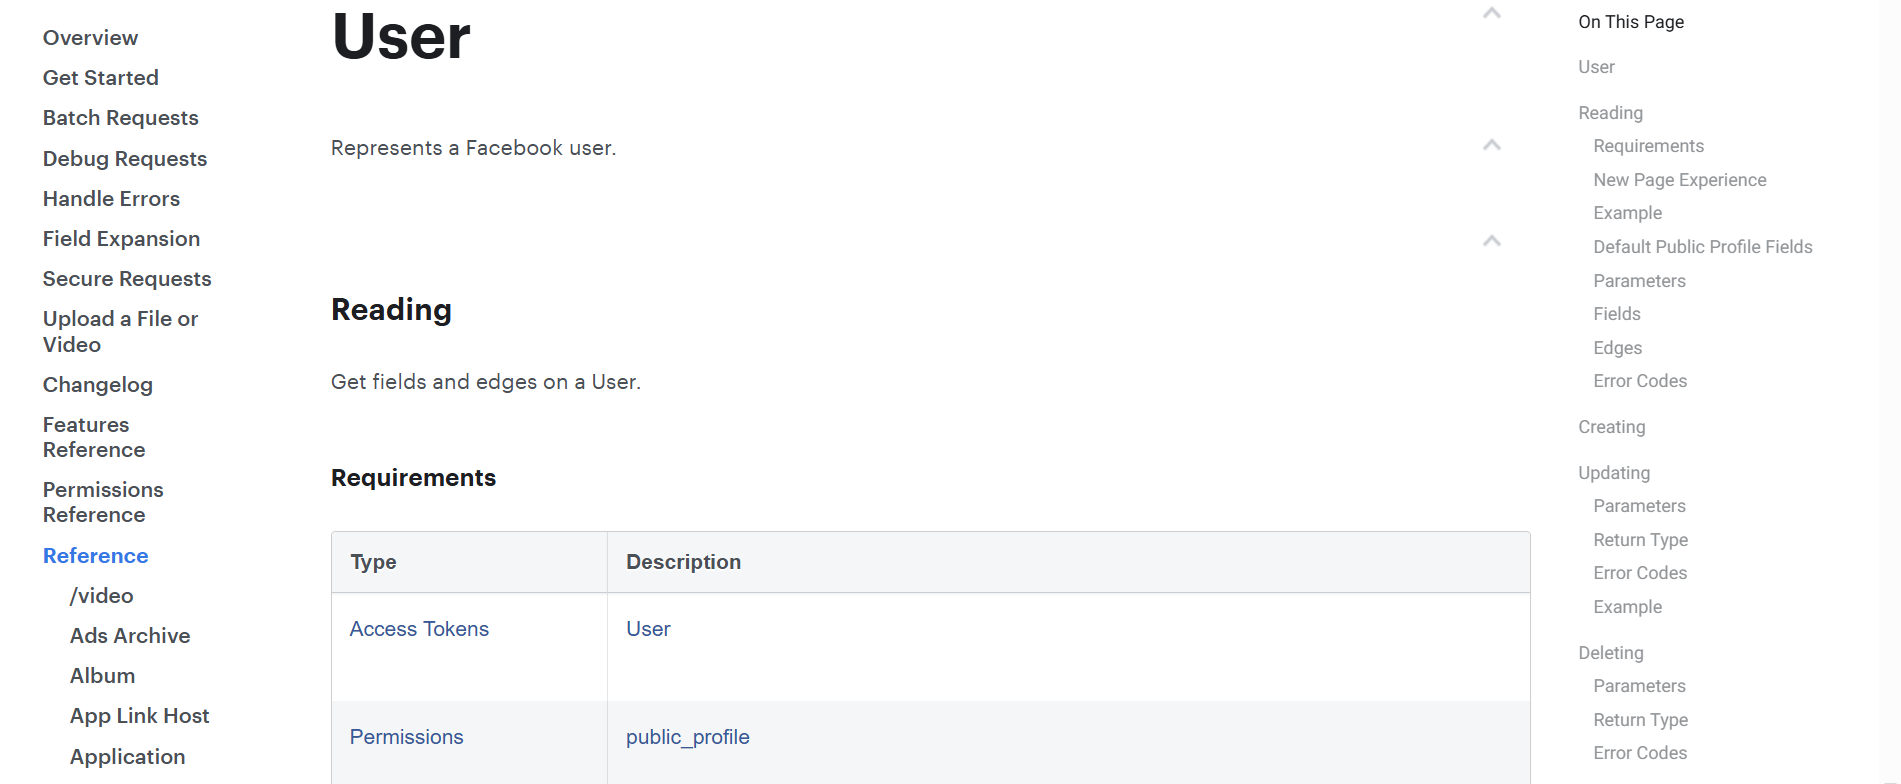 Overview
Get Started
Batch Requests
Debug Requests
Handle Errors
Field Expansion
Secure Requests
Upload a File or
Video
Changelog
Features
Reference
Permissions
Reference
Reference
/video
Ads Archive
Album
App Link Host
Application
User
Represents a Facebook user.
Reading
Get fields and edges on a User.
Requirements
Type Description
Access Tokens User
Permissions public_profile
On This Page
User
Reading
Requirements
New Page Experience
Example
Default Public Profile Fields
Parameters
Fields
Edges
Error Codes
Creating
Updating
Parameters
Return Type
Error Codes
Example
Deleting
Parameters
Return Type
Error Codes